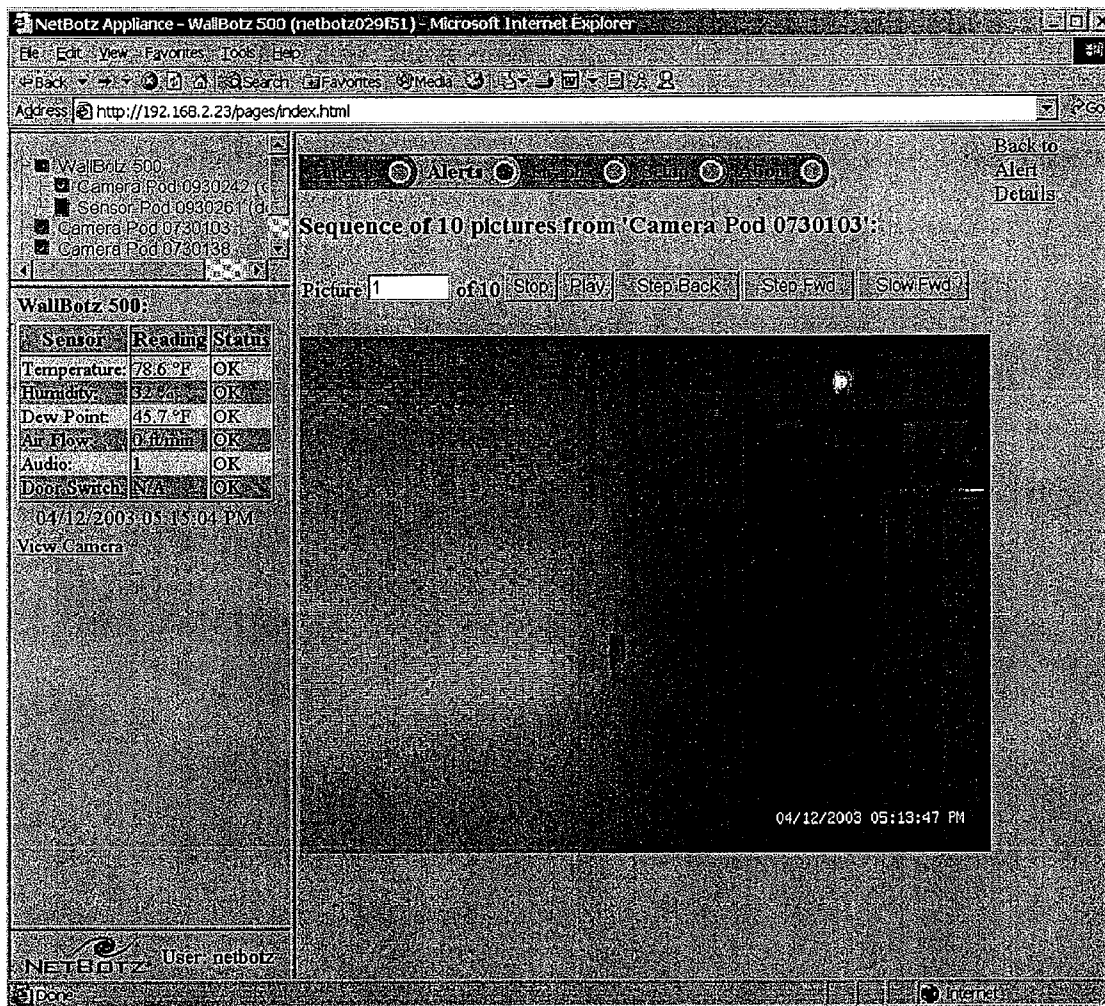 NetBotz Appliance - WallBotz 500 (netbotz029f51) - Microsoft Internet Explorer
File Edit View Favorites Tools Help
Back Search Favorites Media
Address http://192.168.2.23/pages/index.html Go
WallBotz 500
Camera Pod 0930242 (d
Sensor Pod 0930261 (d
Camera Pod 0730103
Camera Pod 0730138
Alerts
Back to
Alert
Details
Sequence of 10 pictures from 'Camera Pod 0730103':
Picture 1 of 10 Stop Play Step Back Step Fwd Slow Fwd
WallBotz 500:
Sensor Reading Status
Temperature: 78.6 °F OK
Humidity: 32 % OK
Dew Point: 45.7 °F OK
Air Flow: 0 ft/min OK
Audio: 1 OK
Door Switch: N/A OK
04/12/2003 05:15:04 PM
View Camera
04/12/2003 05:13:47 PM
NETBOTZ User: netbotz
Done Internet